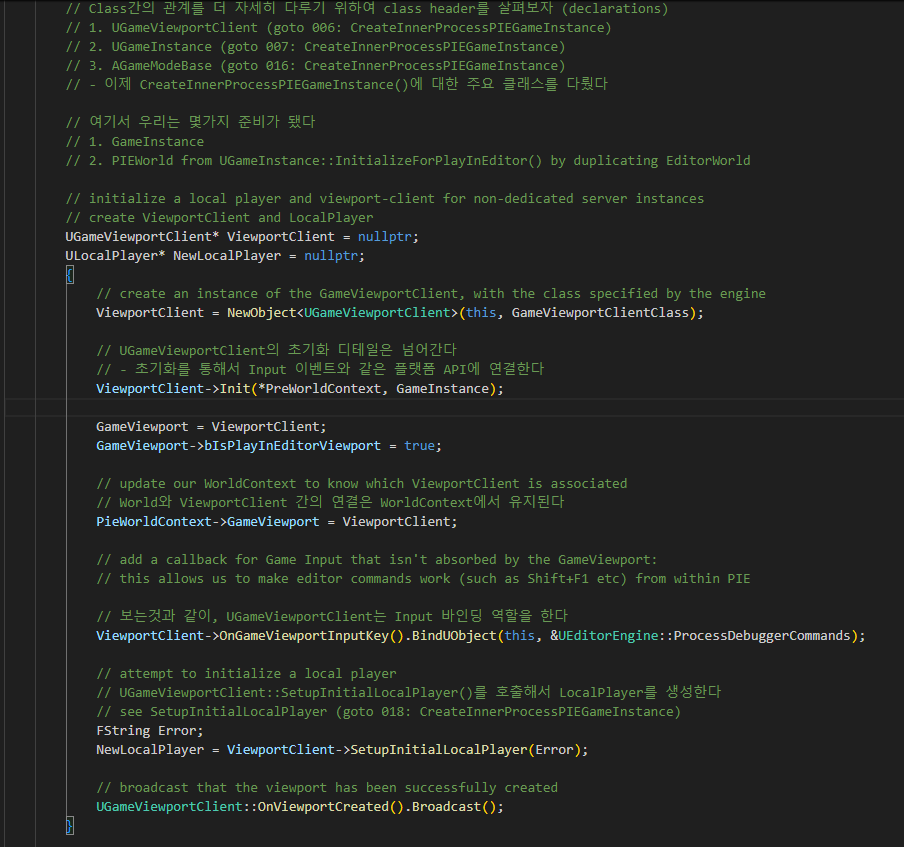 // Class간의 관계를 더 자세히 다루기 위하여 class header를 살펴보자 (declarations)
// 1. UGameViewportClient (goto 006: CreateInnerProcessPIEGameInstance)
// 2. UGameInstance (goto 007: CreateInnerProcessPIEGameInstance)
// 3. AGameModeBase (goto 016: CreateInnerProcessPIEGameInstance)
// - 이제 CreateInnerProcessPIEGameInstance()에 대한 주요 클래스를 다뤘다
// 여기서 우리는 몇가지 준비가 됐다
// 1. GameInstance
// 2. PIEWorld from UGameInstance::InitializeForPlayInEditor() by duplicating EditorWorld
// initialize a local player and viewport-client for non-dedicated server instances
// create ViewportClient and LocalPlayer
UGameViewportClient* ViewportClient = nullptr;
ULocalPlayer* NewLocalPlayer = nullptr;
{
// create an instance of the GameViewportClient, with the class specified by the engine
ViewportClient = NewObject<UGameViewportClient>(this, GameViewportClientClass);
// UGameViewportClient의 초기화 디테일은 넘어간다
// - 초기화를 통해서 Input 이벤트와 같은 플랫폼 API에 연결한다
ViewportClient->Init(*PreWorldContext, GameInstance);
GameViewport = ViewportClient;
GameViewport->bIsPlayInEditorViewport = true;
// update our WorldContext to know which ViewportClient is associated
// World와 ViewportClient 간의 연결은 WorldContext에서 유지된다
PieWorldContext->GameViewport = ViewportClient;
// add a callback for Game Input that isn't absorbed by the GameViewport:
// this allows us to make editor commands work (such as Shift+F1 etc) from within PIE
// 보는것과 같이, UGameViewportClient는 Input 바인딩 역할을 한다
ViewportClient->OnGameViewportInputKey().BindUObject(this, &UEditorEngine::ProcessDebuggerCommands);
// attempt to initialize a local player
// UGameViewportClient::SetupInitialLocalPlayer()를 호출해서 LocalPlayer를 생성한다
// see SetupInitialLocalPlayer (goto 018: CreateInnerProcessPIEGameInstance)
FString Error;
NewLocalPlayer = ViewportClient->SetupInitialLocalPlayer(Error);
// broadcast that the viewport has been successfully created
UGameViewportClient::OnViewportCreated().Broadcast();
}